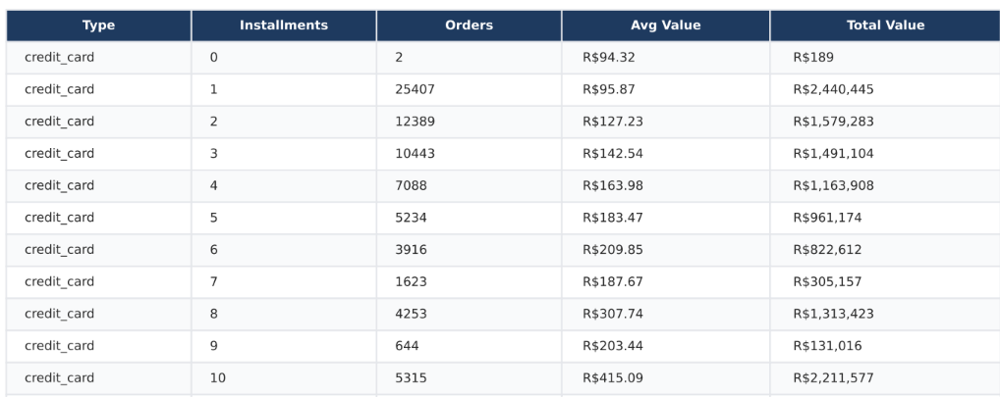 Type Installments Orders Avg Value Total Value
credit_card 0 2 R$94.32 R$189
credit_card 1 25407 R$95.87 R$2,440,445
credit_card 2 12389 R$127.23 R$1,579,283
credit_card 3 10443 R$142.54 R$1,491,104
credit_card 4 7088 R$163.98 R$1,163,908
credit_card 5 5234 R$183.47 R$961,174
credit_card 6 3916 R$209.85 R$822,612
credit_card 7 1623 R$187.67 R$305,157
credit_card 8 4253 R$307.74 R$1,313,423
credit_card 9 644 R$203.44 R$131,016
credit_card 10 5315 R$415.09 R$2,211,577